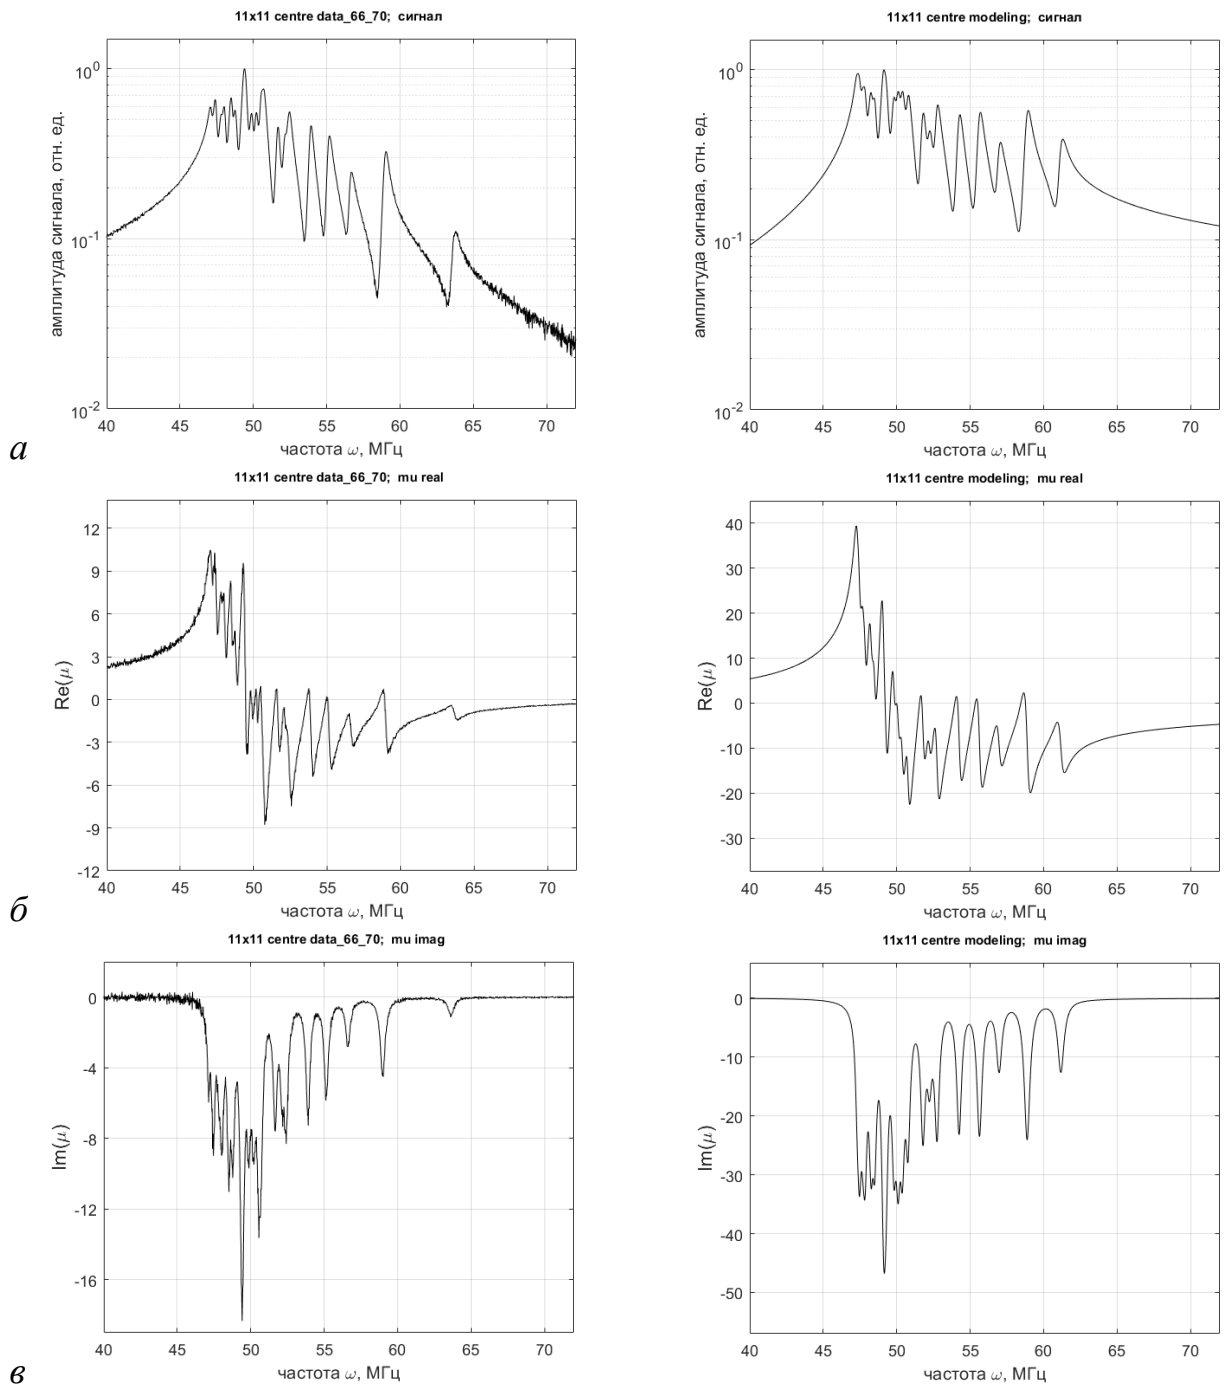 11x11 centre data_66_70;  сигнал
амплитуда сигнала, отн. ед.
10^0
10^-1
10^-2
40 45 50 55 60 65 70
частота ω, МГц
11x11 centre modeling;  сигнал
амплитуда сигнала, отн. ед.
10^0
10^-1
10^-2
40 45 50 55 60 65 70
частота ω, МГц
а
11x11 centre data_66_70;  mu real
Re(μ)
12
9
6
3
0
-3
-6
-9
-12
40 45 50 55 60 65 70
частота ω, МГц
11x11 centre modeling;  mu real
Re(μ)
40
30
20
10
0
-10
-20
-30
40 45 50 55 60 65 70
частота ω, МГц
б
11x11 centre data_66_70;  mu imag
Im(μ)
0
-4
-8
-12
-16
40 45 50 55 60 65 70
частота ω, МГц
11x11 centre modeling;  mu imag
Im(μ)
0
-10
-20
-30
-40
-50
40 45 50 55 60 65 70
частота ω, МГц
в